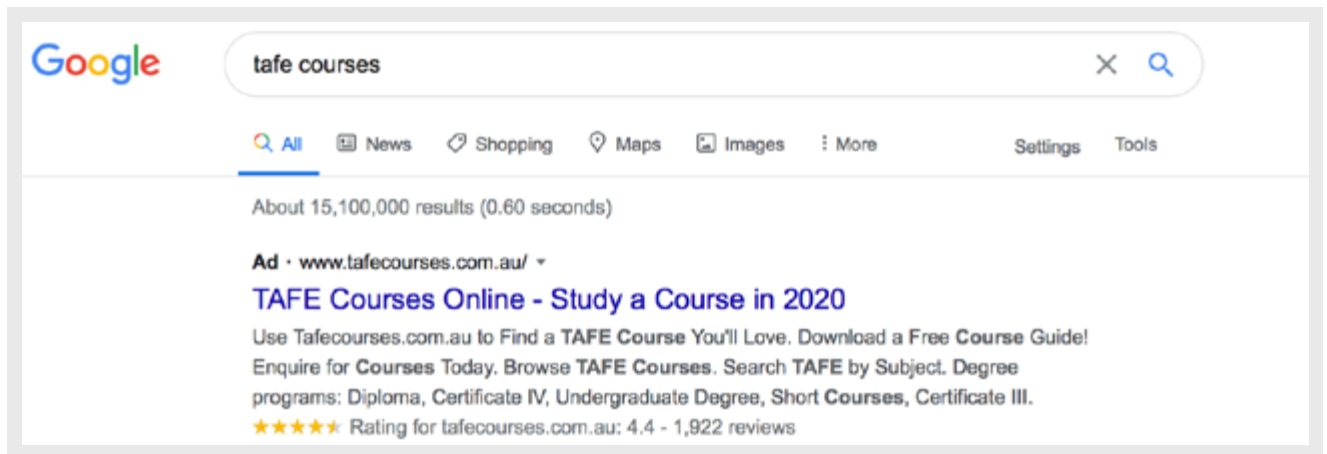 Google
tafe courses
All News Shopping Maps Images More Settings Tools
About 15,100,000 results (0.60 seconds)
Ad · www.tafecourses.com.au/
TAFE Courses Online - Study a Course in 2020
Use Tafecourses.com.au to Find a TAFE Course You'll Love. Download a Free Course Guide!
Enquire for Courses Today. Browse TAFE Courses. Search TAFE by Subject. Degree
programs: Diploma, Certificate IV, Undergraduate Degree, Short Courses, Certificate III.
Rating for tafecourses.com.au: 4.4 - 1,922 reviews